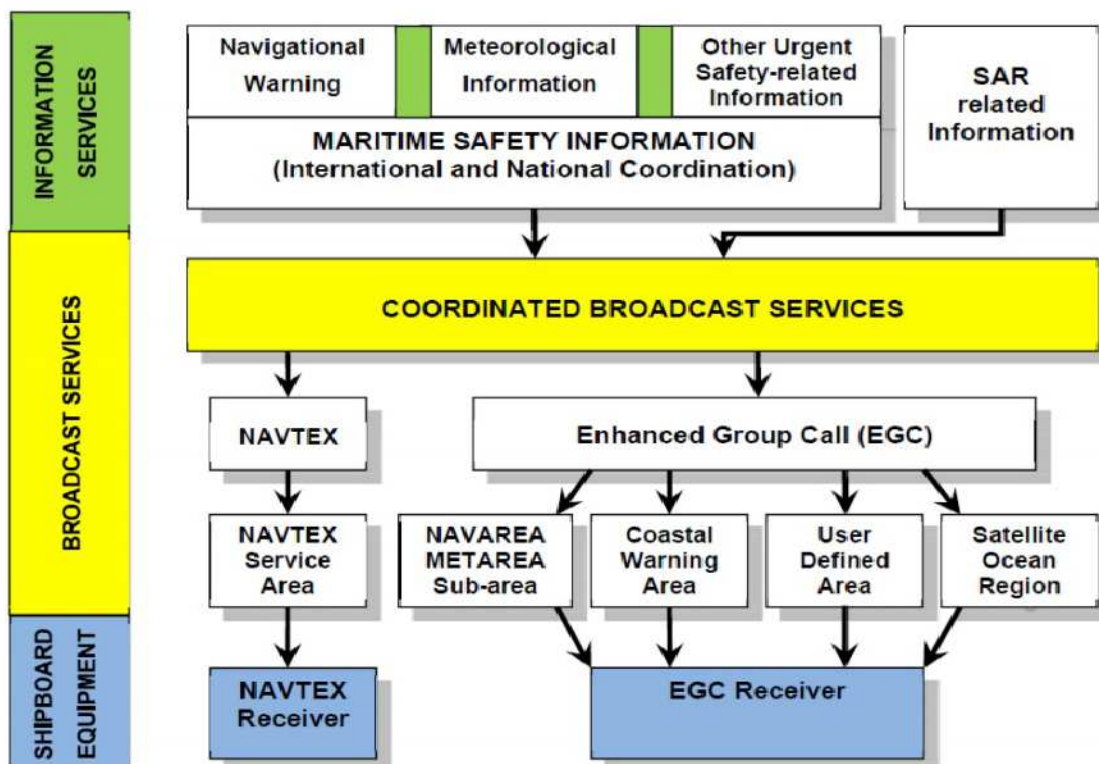 INFORMATION
SERVICES
Navigational
Warning
Meteorological
Information
Other Urgent
Safety-related
Information
MARITIME SAFETY INFORMATION
(International and National Coordination)
SAR
related
Information
BROADCAST SERVICES
COORDINATED BROADCAST SERVICES
NAVTEX
Enhanced Group Call (EGC)
NAVTEX
Service
Area
NAVAREA
METAREA
Sub-area
Coastal
Warning
Area
User
Defined
Area
Satellite
Ocean
Region
SHIPBOARD
EQUIPMENT
NAVTEX
Receiver
EGC Receiver